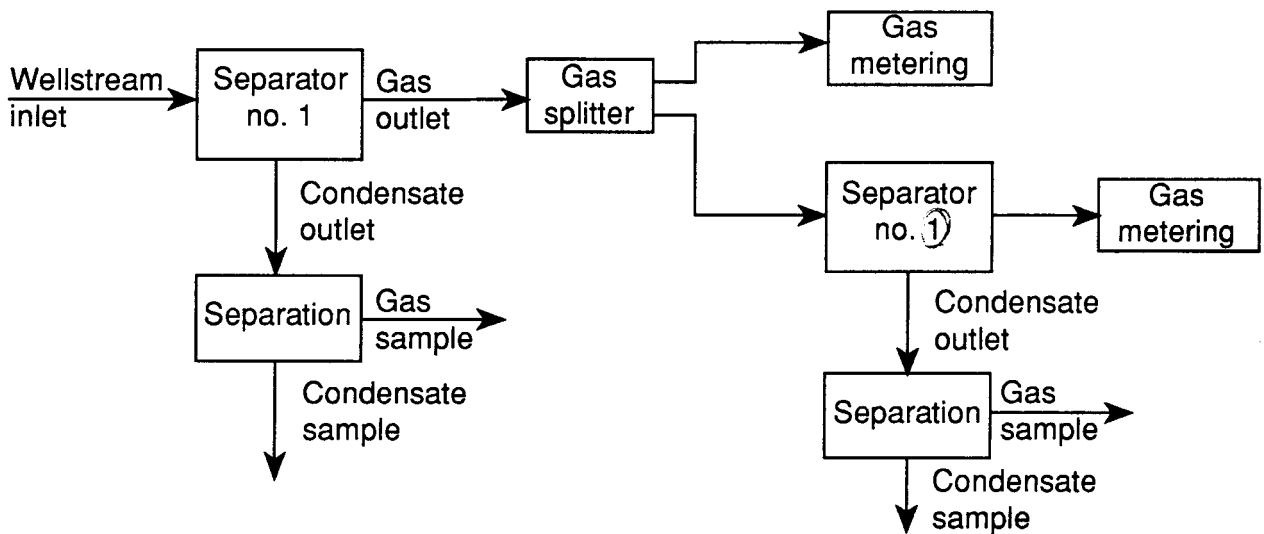 Wellstream
inlet
Separator
no. 1
Gas
outlet
Gas
splitter
Gas
metering
Condensate
outlet
Separation
Gas
sample
Condensate
sample
Separator
no. 1
Gas
metering
Condensate
outlet
Separation
Gas
sample
Condensate
sample